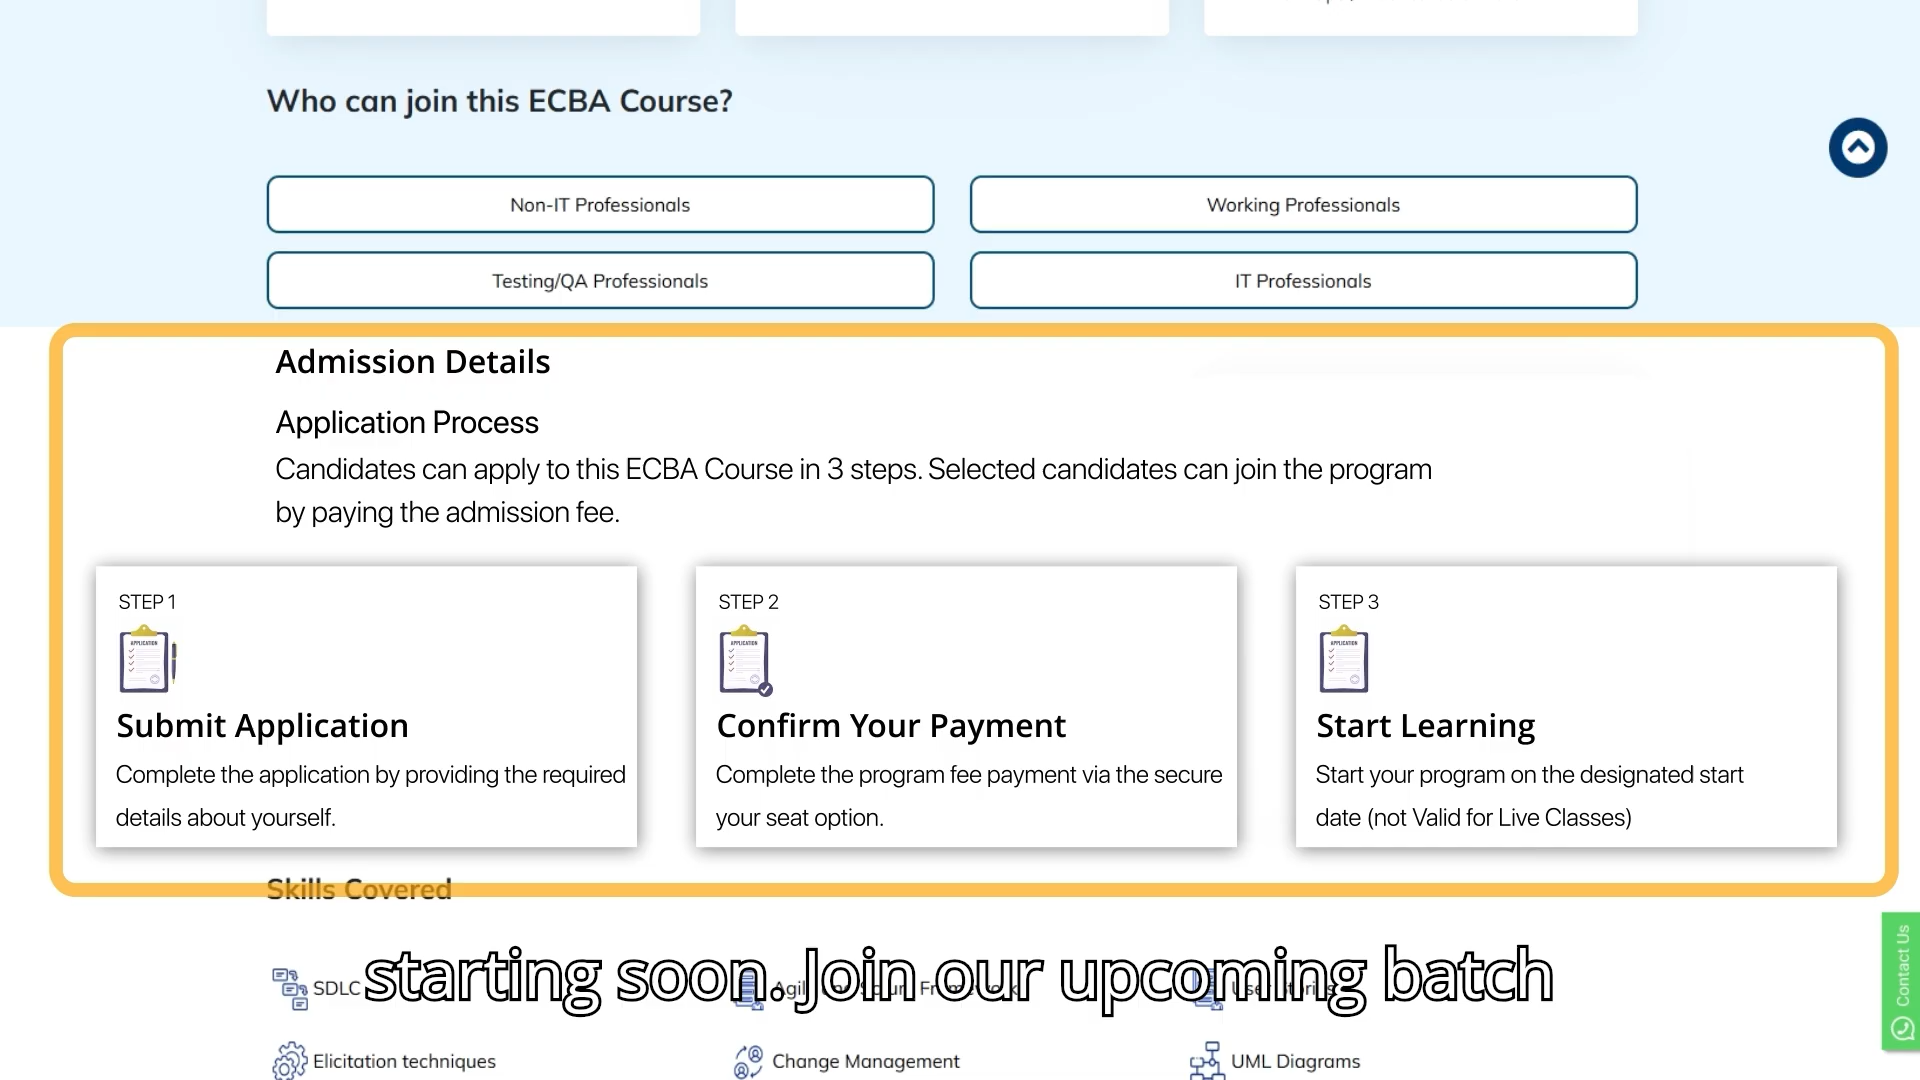 Who can join this ECBA Course?
Non-IT Professionals
Working Professionals
Testing/QA Professionals
IT Professionals
Admission Details
Application Process
Candidates can apply to this ECBA Course in 3 steps. Selected candidates can join the program
by paying the admission fee.
STEP 1
APPLICATION
Submit Application
Complete the application by providing the required
details about yourself.
STEP 2
APPLICATION
Confirm Your Payment
Complete the program fee payment via the secure
your seat option.
STEP 3
APPLICATION
Start Learning
Start your program on the designated start
date (not Valid for Live Classes)
Skills Covered
SDLC
starting soon. Join our upcoming batch
Elicitation techniques
Change Management
UML Diagrams
Contact Us